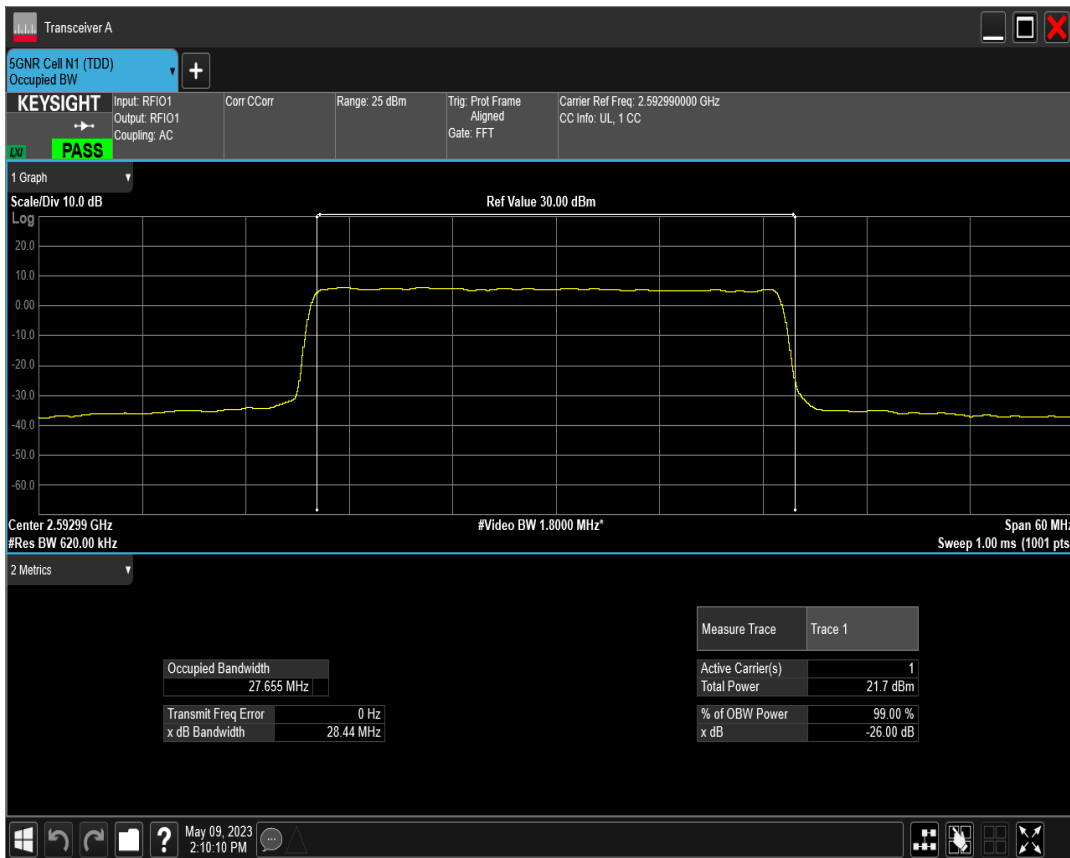 Transceiver A
5GNR Cell N1 (TDD)
Occupied BW
+
KEYSIGHT
LXI
PASS
Input: RFIO1
Output: RFIO1
Coupling: AC
Corr CCorr
Range: 25 dBm
Trig: Prot Frame
Aligned
Gate: FFT
Carrier Ref Freq: 2.592990000 GHz
CC Info: UL, 1 CC
1 Graph
Scale/Div 10.0 dB
Ref Value 30.00 dBm
Log
20.0
10.0
0.00
-10.0
-20.0
-30.0
-40.0
-50.0
-60.0
Center 2.59299 GHz
#Video BW 1.8000 MHz*
Span 60 MHz
#Res BW 620.00 kHz
Sweep 1.00 ms (1001 pts
2 Metrics
Measure Trace Trace 1
Occupied Bandwidth
27.655 MHz
Active Carrier(s) 1
Total Power 21.7 dBm
Transmit Freq Error 0 Hz
x dB Bandwidth 28.44 MHz
% of OBW Power 99.00 %
x dB -26.00 dB
?
May 09, 2023
2:10:10 PM